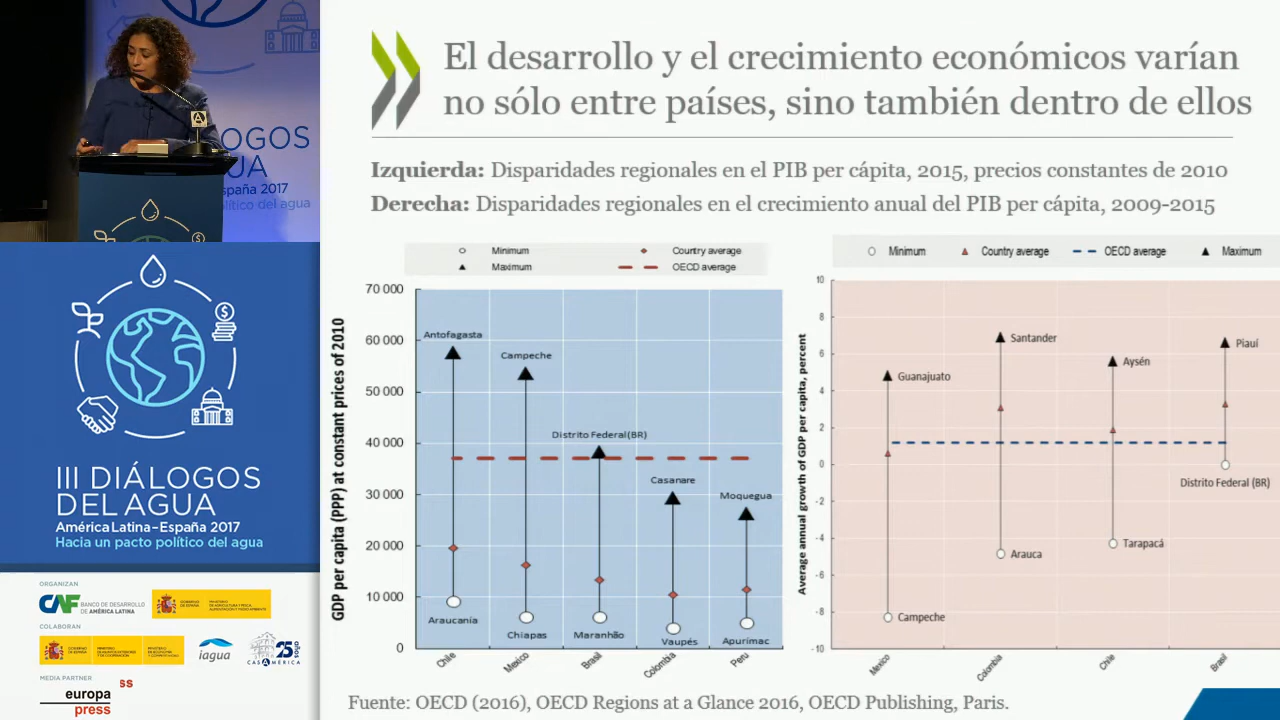 El desarrollo y el crecimiento económicos varían
no sólo entre países, sino también dentro de ellos
Izquierda: Disparidades regionales en el PIB per cápita, 2015, precios constantes de 2010
Derecha: Disparidades regionales en el crecimiento anual del PIB per cápita, 2009-2015
Minimum
Country average
Maximum
OECD average
GDP per capita (PPP) at constant prices of 2010
70 000
60 000
50 000
40 000
30 000
20 000
10 000
0
Antofagasta
Campeche
Distrito Federal(BR)
Casanare
Moquegua
Araucanía
Chiapas
Maranhão
Vaupés
Apurímac
Chile
Mexico
Brasil
Colombia
Peru
Minimum
Country average
OECD average
Maximum
Average annual growth of GDP per capita, percent
10
8
6
4
2
0
-2
-4
-6
-8
-10
Guanajuato
Santander
Aysén
Piauí
Distrito Federal (BR)
Arauca
Tarapacá
Campeche
Mexico
Colombia
Chile
Brasil
Fuente: OECD (2016), OECD Regions at a Glance 2016, OECD Publishing, Paris.
OGOS
UA
spaña 2017
lítico del agua
III DIÁLOGOS
DEL AGUA
América Latina–España 2017
Hacia un pacto político del agua
ORGANIZAN
CAF
BANCO DE DESARROLLO
DE AMÉRICA LATINA
COLABORAN
iagua
25
CASAMÉRICA
MEDIA PARTNER
ss
europa
press